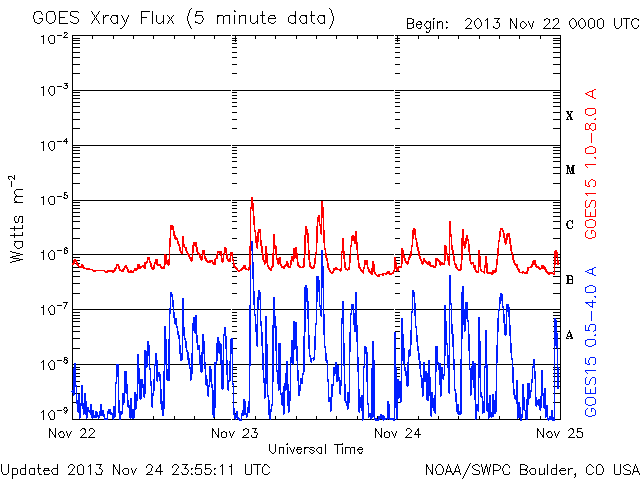 GOES Xray Flux (5 minute data)
Begin: 2013 Nov 22 0000 UTC
10⁻²
10⁻³
10⁻⁴
10⁻⁵
10⁻⁶
10⁻⁷
10⁻⁸
10⁻⁹
Watts m⁻²
X
M
C
B
A
GOES15 1.0-8.0 A
GOES15 0.5-4.0 A
Nov 22 Nov 23 Nov 24 Nov 25
Universal Time
Updated 2013 Nov 24 23:55:11 UTC
NOAA/SWPC Boulder, CO USA